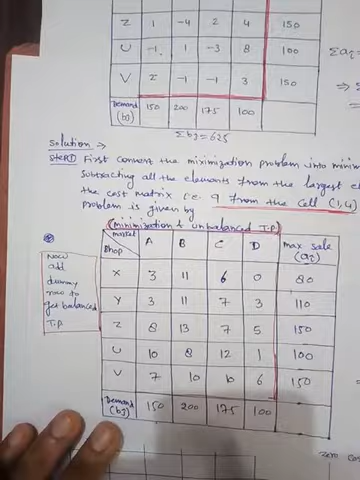 Z 1 -4 2 4 150
U -1 1 -3 8 100
V 2 -1 -1 3 150
Demand (bj) 150 200 175 100
Σbj = 625
Solution →
Step① First convert the miximization problem into minim
subtracting all the elements from the largest el
the cost matrix i.e. 9 from the cell (1,4)
problem is given by
(minimization & unbalanced T.P.)
Market Shop A B C D max sale (ai)
X 3 11 6 0 80
Y 3 11 7 3 110
Z 8 13 7 5 150
U 10 8 12 1 100
V 7 10 10 6 150
Demand (bj) 150 200 175 100
Now
add
dummy
row to
get balanced
T.P.
zero cos